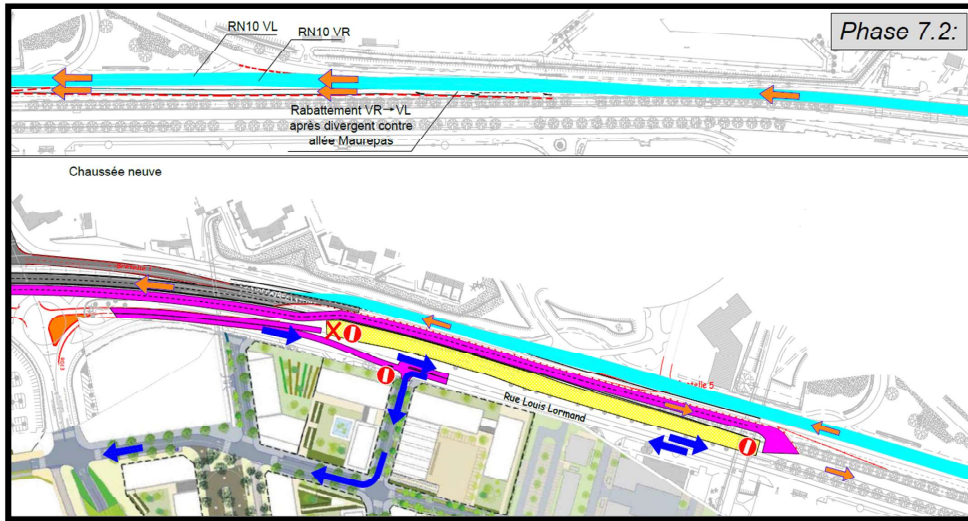 Phase 7.2:
RN10 VL
RN10 VR
Rabattement VR→VL
après divergent contre
allée Maurepas
Chaussée neuve
Rue Louis Lormand